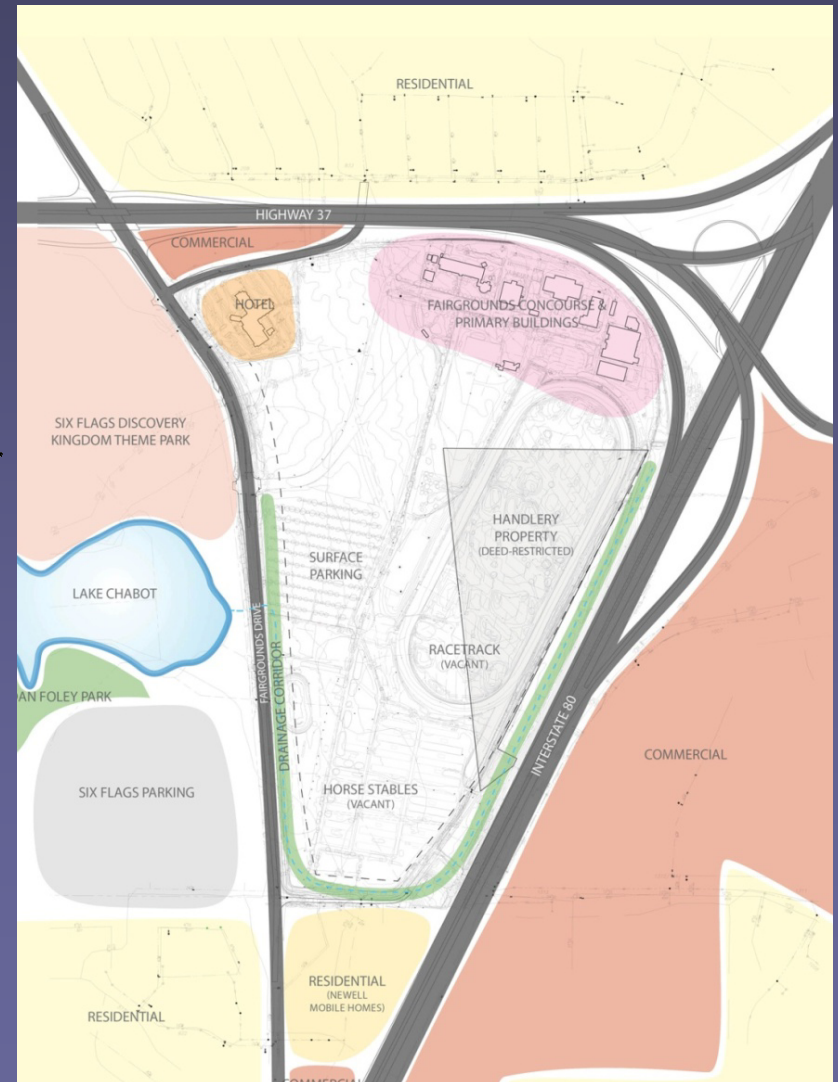 RESIDENTIAL
HIGHWAY 37
COMMERCIAL
HOTEL
FAIRGROUNDS CONCOURSE &
PRIMARY BUILDINGS
SIX FLAGS DISCOVERY
KINGDOM THEME PARK
HANDLERY
PROPERTY
(DEED-RESTRICTED)
SURFACE
PARKING
LAKE CHABOT
FAIRGROUNDS DRIVE
DRAINAGE CORRIDOR
RACETRACK
(VACANT)
DAN FOLEY PARK
INTERSTATE 80
COMMERCIAL
SIX FLAGS PARKING
HORSE STABLES
(VACANT)
RESIDENTIAL
(NEWELL
MOBILE HOMES)
RESIDENTIAL
COMMERCIAL